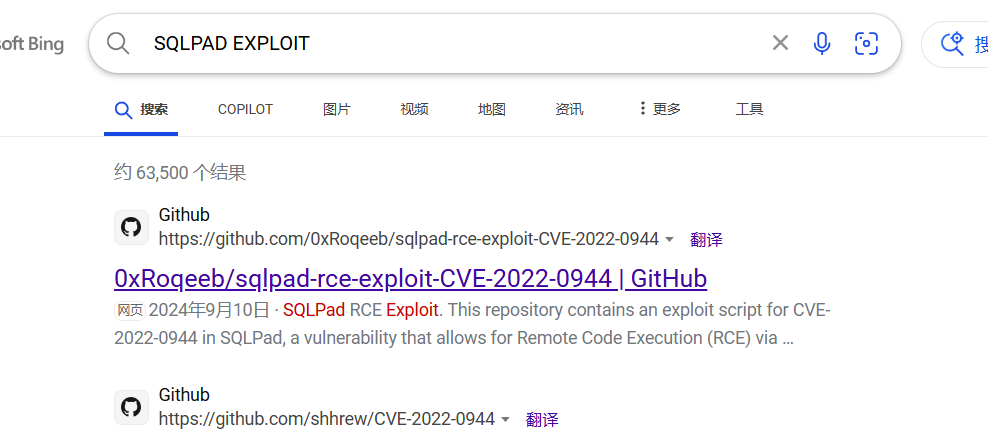 soft Bing
SQLPAD EXPLOIT
搜索 COPILOT 图片 视频 地图 资讯 更多 工具
约 63,500 个结果
Github
https://github.com/0xRoqeeb/sqlpad-rce-exploit-CVE-2022-0944 翻译
0xRoqeeb/sqlpad-rce-exploit-CVE-2022-0944 | GitHub
网页 2024年9月10日 · SQLPad RCE Exploit. This repository contains an exploit script for CVE-
2022-0944 in SQLPad, a vulnerability that allows for Remote Code Execution (RCE) via ...
Github
https://github.com/shhrew/CVE-2022-0944 翻译